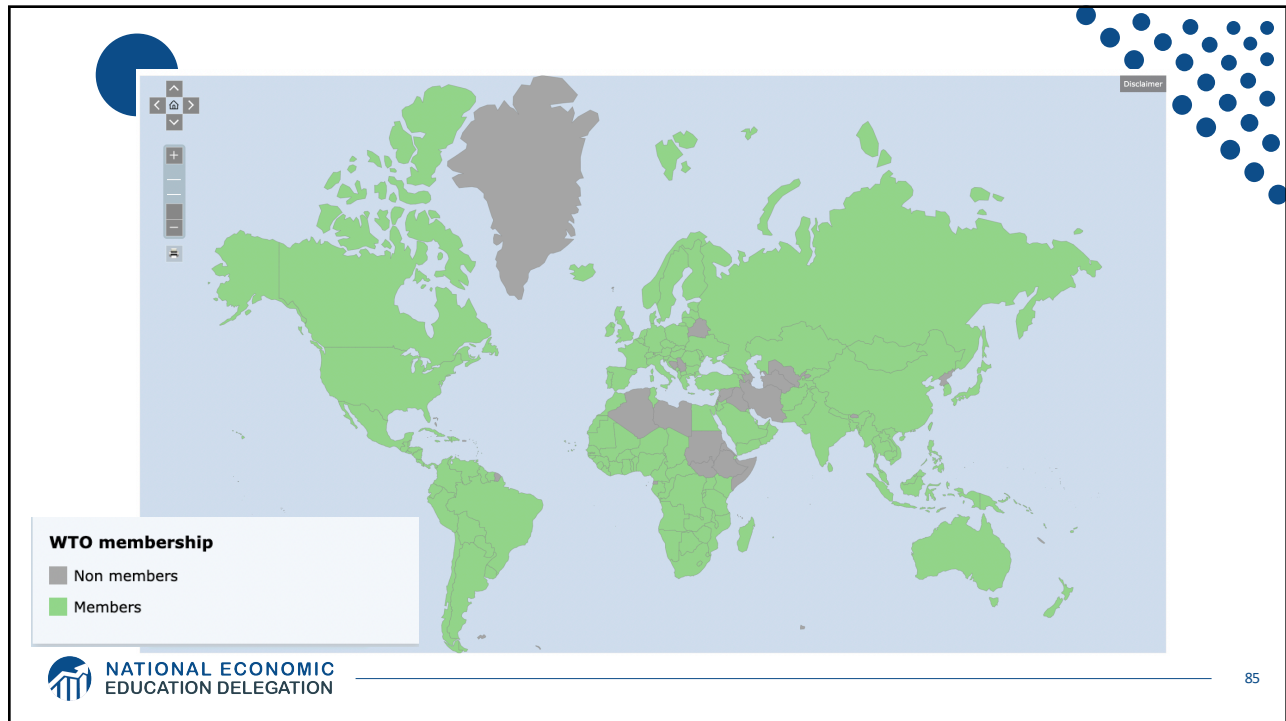 Disclaimer
WTO membership
Non members
Members
NATIONAL ECONOMIC
EDUCATION DELEGATION
85